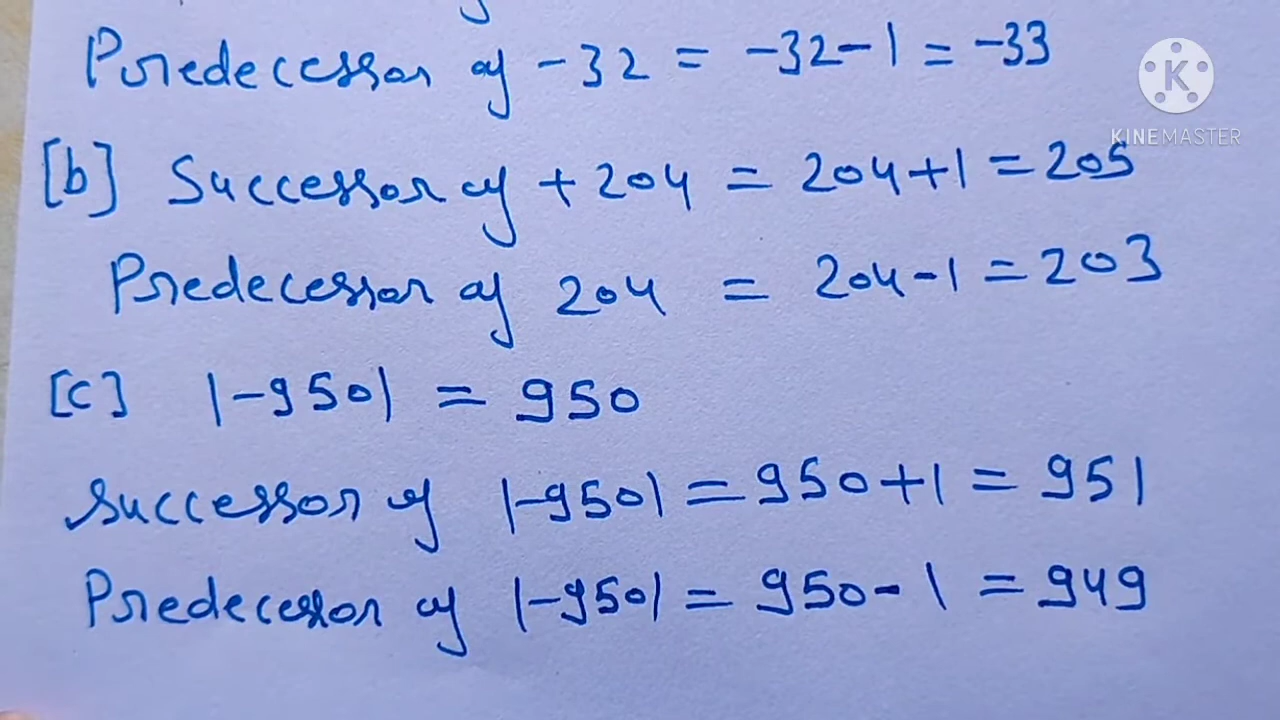 Predecessor of -32 = -32-1 = -33
K
KINEMASTER
[b] Successor of +204 = 204+1 = 205
Predecessor of 204 = 204-1 = 203
[c] |-950| = 950
Successor of |-950| = 950+1 = 951
Predecessor of |-950| = 950-1 = 949